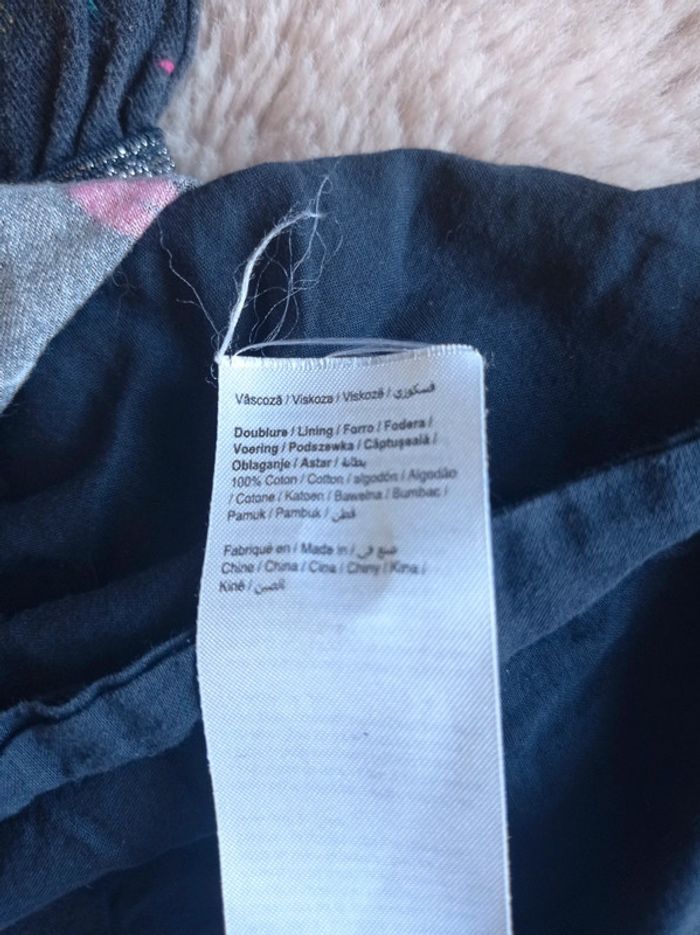 Vâscoză / Viskoza / Viskozë / فسكوزي
Doublure / Lining / Forro / Fodera /
Voering / Podszewka / Căptușeală /
Oblaganje / Astar / بطانة
100% Coton / Cotton / algodón / Algodão
/ Cotone / Katoen / Bawełna / Bumbac /
Pamuk / Pambuk / قطن
Fabriqué en / Made in / صنع في
Chine / China / Cina / Chiny / Kina /
Kinë / الصين